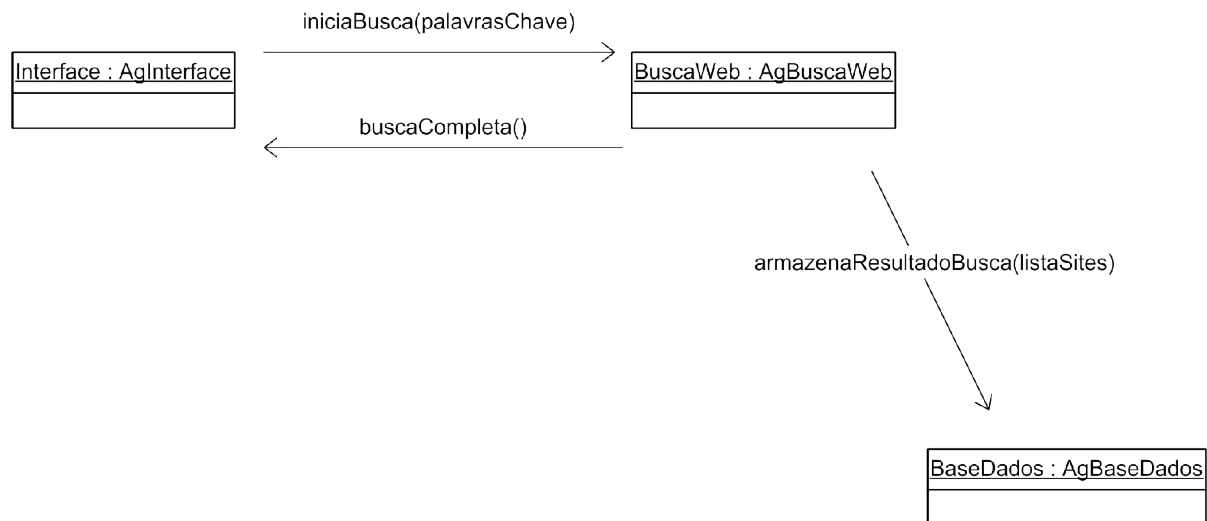 iniciaBusca(palavrasChave)
Interface : AgInterface
BuscaWeb : AgBuscaWeb
buscaCompleta()
armazenaResultadoBusca(listaSites)
BaseDados : AgBaseDados